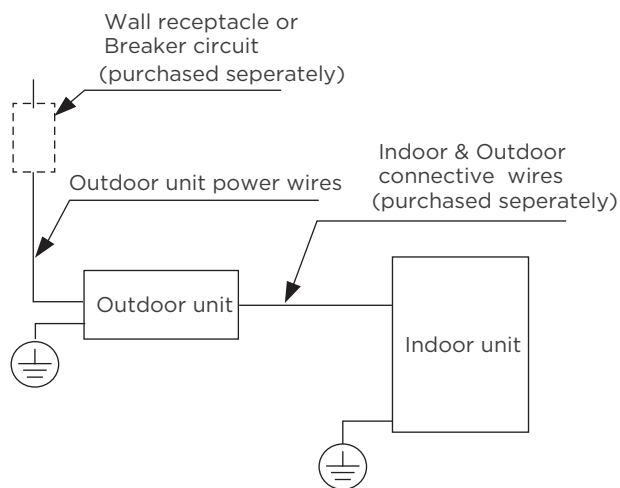 Wall receptacle or
Breaker circuit
(purchased seperately)
Outdoor unit power wires
Indoor & Outdoor
connective wires
(purchased seperately)
Outdoor unit
Indoor unit